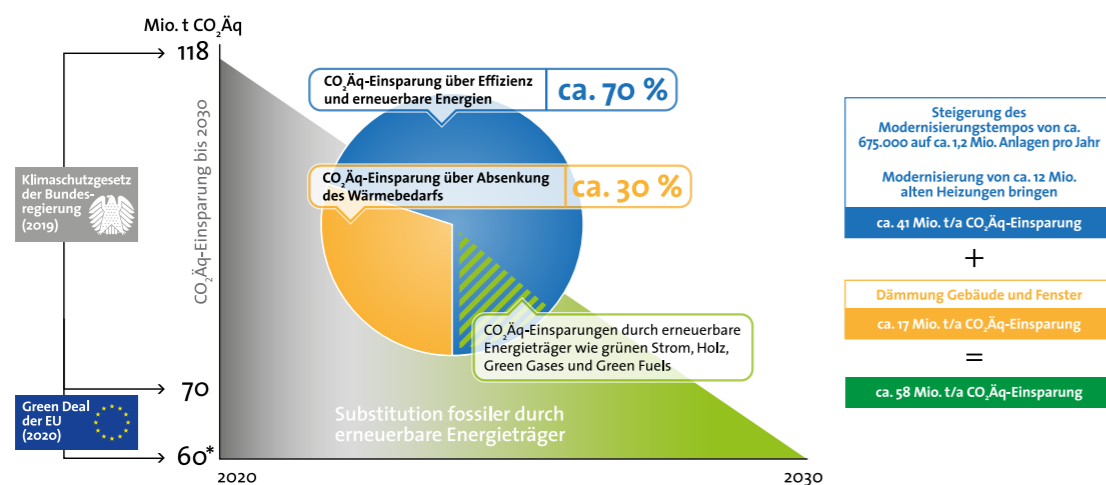 Mio. t CO₂Äq
118
CO₂Äq-Einsparung über Effizienz
und erneuerbare Energien
ca. 70 %
CO₂Äq-Einsparung bis 2030
Klimaschutzgesetz
der Bundes-
regierung
(2019)
CO₂Äq-Einsparung über Absenkung
des Wärmebedarfs
ca. 30 %
CO₂Äq-Einsparungen durch erneuerbare
Energieträger wie grünen Strom, Holz,
Green Gases und Green Fuels
70
Green Deal
der EU
(2020)
Substitution fossiler durch
erneuerbare Energieträger
60*
2020
2030
Steigerung des
Modernisierungstempos von ca.
675.000 auf ca. 1,2 Mio. Anlagen pro Jahr
Modernisierung von ca. 12 Mio.
alten Heizungen bringen
ca. 41 Mio. t/a CO₂Äq-Einsparung
+
Dämmung Gebäude und Fenster
ca. 17 Mio. t/a CO₂Äq-Einsparung
=
ca. 58 Mio. t/a CO₂Äq-Einsparung